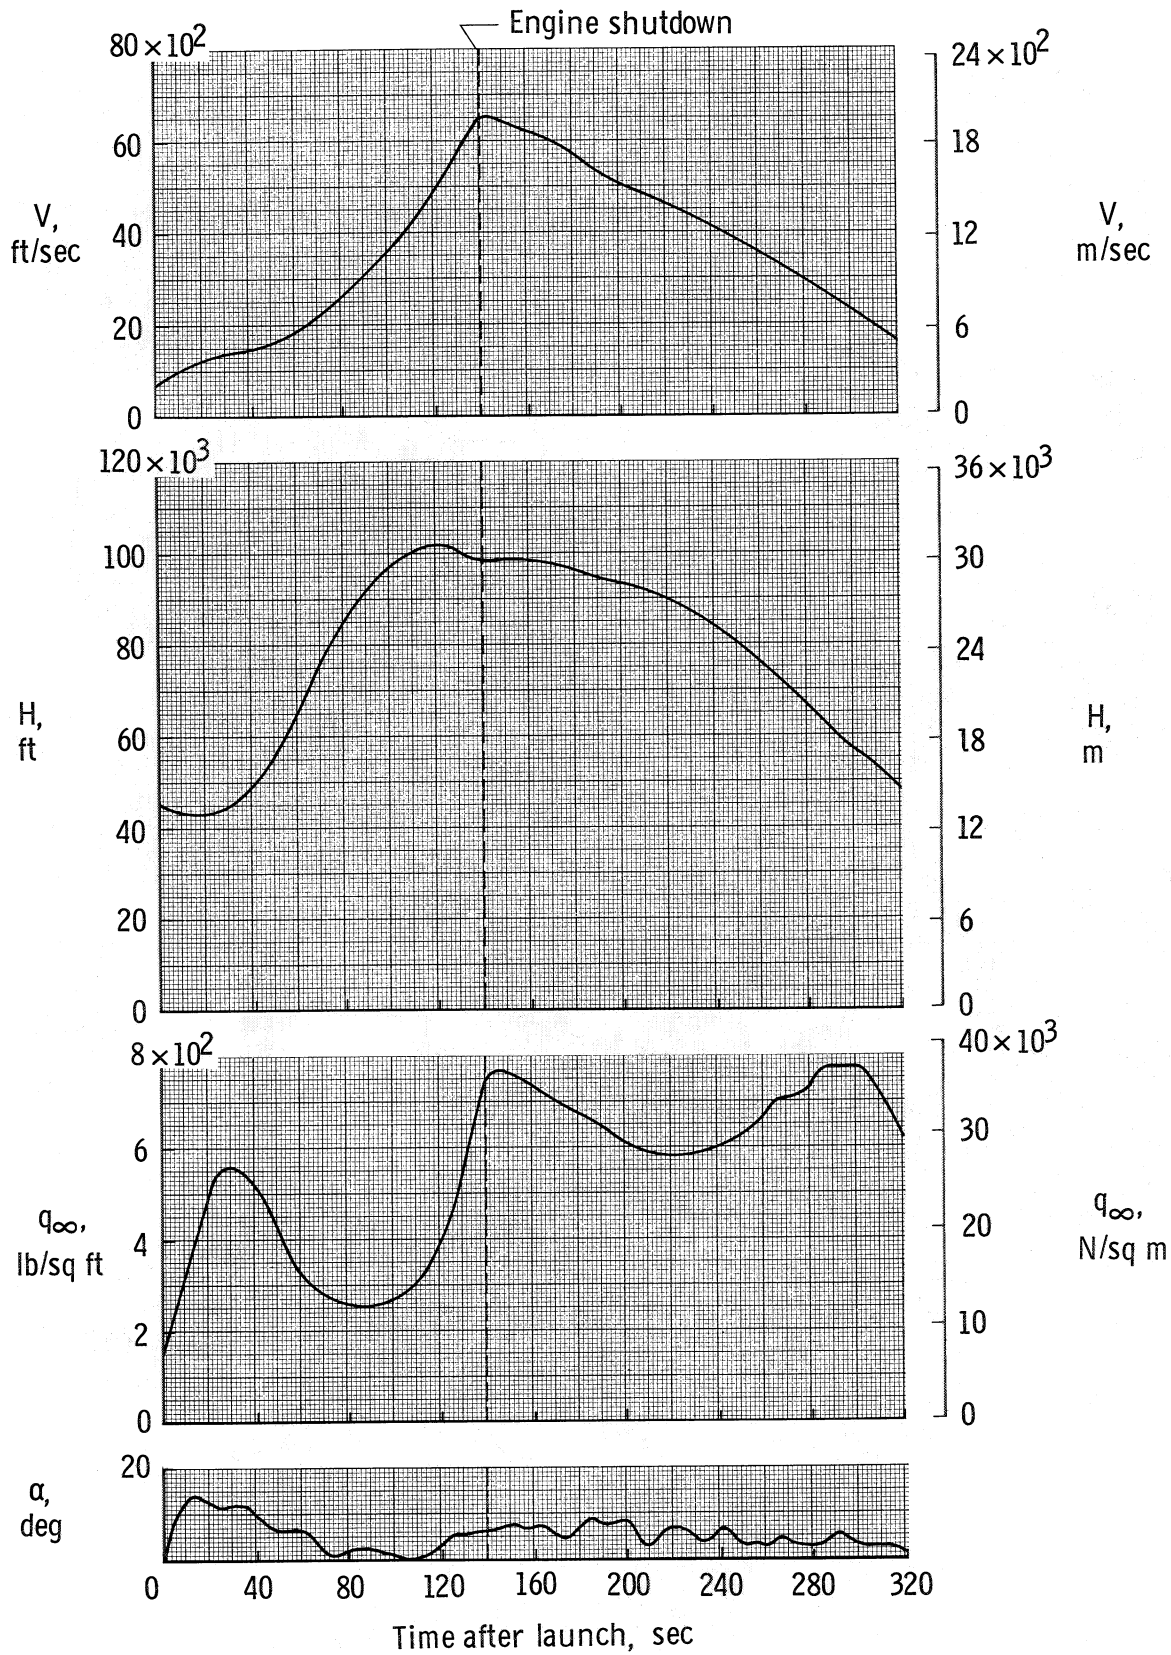 Engine shutdown
80×10²
60
40
20
0
V,
ft/sec
24×10²
18
12
6
0
V,
m/sec
120×10³
100
80
60
40
20
0
H,
ft
36×10³
30
24
18
12
6
0
H,
m
8×10²
6
4
2
0
q∞,
lb/sq ft
40×10³
30
20
10
0
q∞,
N/sq m
20
α,
deg
0 40 80 120 160 200 240 280 320
Time after launch, sec